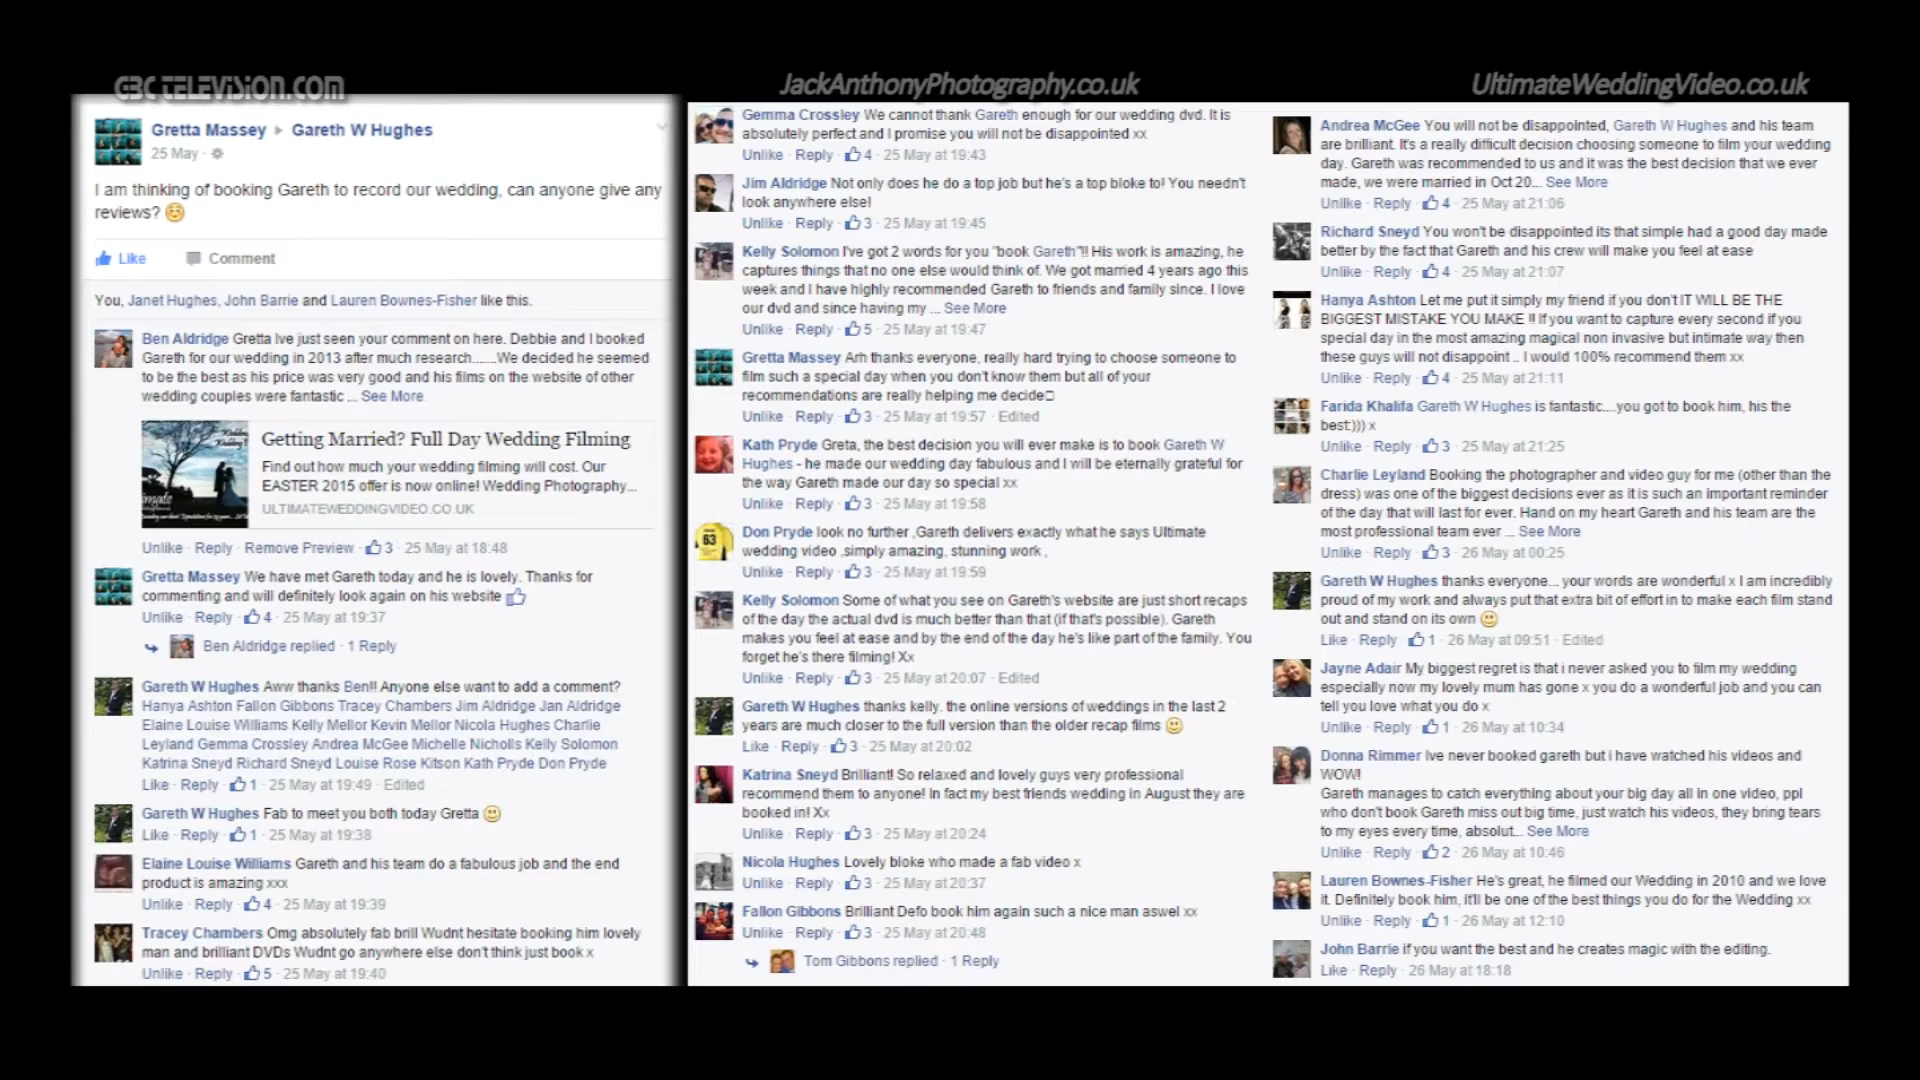 GBC TELEVISION.COM
JackAnthonyPhotography.co.uk
UltimateWeddingVideo.co.uk
Gretta Massey ▸ Gareth W Hughes
25 May ·
I am thinking of booking Gareth to record our wedding, can anyone give any
reviews? ☺
Like Comment
You, Janet Hughes, John Barrie and Lauren Bownes-Fisher like this.
Ben Aldridge Gretta Ive just seen your comment on here. Debbie and I booked
Gareth for our wedding in 2013 after much research.......We decided he seemed
to be the best as his price was very good and his films on the website of other
wedding couples were fantastic ... See More
Getting Married? Full Day Wedding Filming
Find out how much your wedding filming will cost. Our
EASTER 2015 offer is now online! Wedding Photography...
ULTIMATEWEDDINGVIDEO.CO.UK
Unlike · Reply · Remove Preview · 3 · 25 May at 18:48
Gretta Massey We have met Gareth today and he is lovely. Thanks for
commenting and will definitely look again on his website
Unlike · Reply · 4 · 25 May at 19:37
Ben Aldridge replied · 1 Reply
Gareth W Hughes Aww thanks Ben!! Anyone else want to add a comment?
Hanya Ashton Fallon Gibbons Tracey Chambers Jim Aldridge Jan Aldridge
Elaine Louise Williams Kelly Mellor Kevin Mellor Nicola Hughes Charlie
Leyland Gemma Crossley Andrea McGee Michelle Nicholls Kelly Solomon
Katrina Sneyd Richard Sneyd Louise Rose Kitson Kath Pryde Don Pryde
Like · Reply · 1 · 25 May at 19:49 · Edited
Gareth W Hughes Fab to meet you both today Gretta 🙂
Like · Reply · 1 · 25 May at 19:38
Elaine Louise Williams Gareth and his team do a fabulous job and the end
product is amazing xxx
Unlike · Reply · 4 · 25 May at 19:39
Tracey Chambers Omg absolutely fab brill Wudnt hesitate booking him lovely
man and brilliant DVDs Wudnt go anywhere else don't think just book x
Unlike · Reply · 5 · 25 May at 19:40
Gemma Crossley We cannot thank Gareth enough for our wedding dvd. It is
absolutely perfect and I promise you will not be disappointed xx
Unlike · Reply · 4 · 25 May at 19:43
Jim Aldridge Not only does he do a top job but he's a top bloke to! You needn't
look anywhere else!
Unlike · Reply · 3 · 25 May at 19:45
Kelly Solomon I've got 2 words for you "book Gareth"!! His work is amazing, he
captures things that no one else would think of. We got married 4 years ago this
week and I have highly recommended Gareth to friends and family since. I love
our dvd and since having my ... See More
Unlike · Reply · 5 · 25 May at 19:47
Gretta Massey Arh thanks everyone, really hard trying to choose someone to
film such a special day when you don't know them but all of your
recommendations are really helping me decide
Unlike · Reply · 3 · 25 May at 19:57 · Edited
Kath Pryde Greta, the best decision you will ever make is to book Gareth W
Hughes - he made our wedding day fabulous and I will be eternally grateful for
the way Gareth made our day so special xx
Unlike · Reply · 3 · 25 May at 19:58
Don Pryde look no further ,Gareth delivers exactly what he says Ultimate
wedding video ,simply amazing, stunning work ,
Unlike · Reply · 3 · 25 May at 19:59
Kelly Solomon Some of what you see on Gareth's website are just short recaps
of the day the actual dvd is much better than that (if that's possible). Gareth
makes you feel at ease and by the end of the day he's like part of the family. You
forget he's there filming! Xx
Unlike · Reply · 3 · 25 May at 20:07 · Edited
Gareth W Hughes thanks kelly. the online versions of weddings in the last 2
years are much closer to the full version than the older recap films 🙂
Like · Reply · 3 · 25 May at 20:02
Katrina Sneyd Brilliant! So relaxed and lovely guys very professional
recommend them to anyone! In fact my best friends wedding in August they are
booked in! Xx
Unlike · Reply · 3 · 25 May at 20:24
Nicola Hughes Lovely bloke who made a fab video x
Unlike · Reply · 3 · 25 May at 20:37
Fallon Gibbons Brilliant Defo book him again such a nice man aswel xx
Unlike · Reply · 3 · 25 May at 20:48
Tom Gibbons replied · 1 Reply
Andrea McGee You will not be disappointed, Gareth W Hughes and his team
are brilliant. It's a really difficult decision choosing someone to film your wedding
day. Gareth was recommended to us and it was the best decision that we ever
made, we were married in Oct 20... See More
Unlike · Reply · 4 · 25 May at 21:06
Richard Sneyd You won't be disappointed its that simple had a good day made
better by the fact that Gareth and his crew will make you feel at ease
Unlike · Reply · 4 · 25 May at 21:07
Hanya Ashton Let me put it simply my friend if you don't IT WILL BE THE
BIGGEST MISTAKE YOU MAKE !! If you want to capture every second if you
special day in the most amazing magical non invasive but intimate way then
these guys will not disappoint .. I would 100% recommend them xx
Unlike · Reply · 4 · 25 May at 21:11
Farida Khalifa Gareth W Hughes is fantastic....you got to book him, his the
best:))) x
Unlike · Reply · 3 · 25 May at 21:25
Charlie Leyland Booking the photographer and video guy for me (other than the
dress) was one of the biggest decisions ever as it is such an important reminder
of the day that will last for ever. Hand on my heart Gareth and his team are the
most professional team ever ... See More
Unlike · Reply · 3 · 26 May at 00:25
Gareth W Hughes thanks everyone... your words are wonderful x I am incredibly
proud of my work and always put that extra bit of effort in to make each film stand
out and stand on its own 🙂
Like · Reply · 1 · 26 May at 09:51 · Edited
Jayne Adair My biggest regret is that i never asked you to film my wedding
especially now my lovely mum has gone x you do a wonderful job and you can
tell you love what you do x
Unlike · Reply · 1 · 26 May at 10:34
Donna Rimmer Ive never booked gareth but i have watched his videos and
WOW!
Gareth manages to catch everything about your big day all in one video, ppl
who don't book Gareth miss out big time, just watch his videos, they bring tears
to my eyes every time, absolut... See More
Unlike · Reply · 2 · 26 May at 10:46
Lauren Bownes-Fisher He's great, he filmed our Wedding in 2010 and we love
it. Definitely book him, it'll be one of the best things you do for the Wedding xx
Unlike · Reply · 1 · 26 May at 12:10
John Barrie if you want the best and he creates magic with the editing.
Like · Reply · 26 May at 18:18